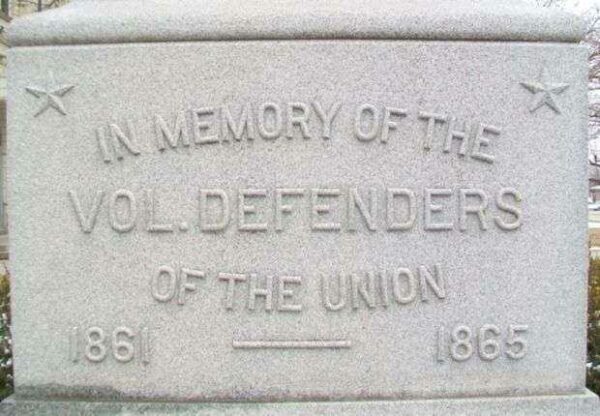 IN MEMORY OF THE
VOL. DEFENDERS
OF THE UNION
1861 — 1865